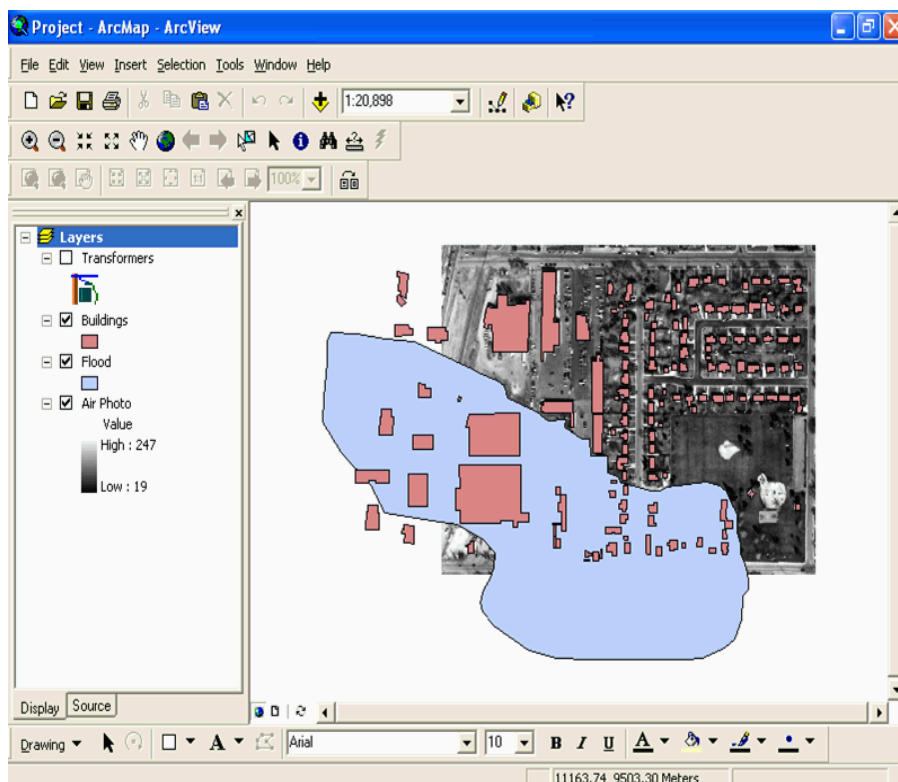 Project - ArcMap - ArcView
File Edit View Insert Selection Tools Window Help
1:20,898
100%
Layers
Transformers
Buildings
Flood
Air Photo
Value
High : 247
Low : 19
Display Source
Drawing A Arial 10 B I U A
11163.74 9503.30 Meters